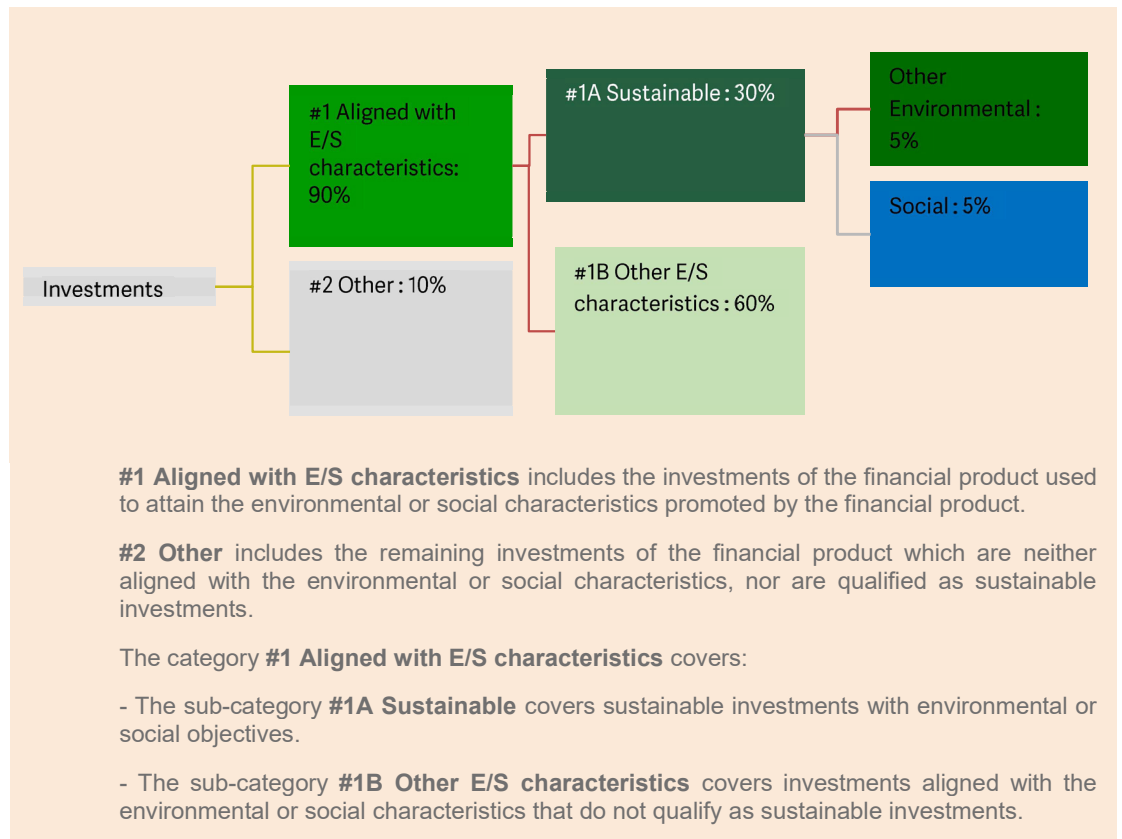 Investments
#1 Aligned with
E/S
characteristics:
90%
#2 Other : 10%
#1A Sustainable : 30%
#1B Other E/S
characteristics : 60%
Other
Environmental :
5%
Social : 5%
#1 Aligned with E/S characteristics includes the investments of the financial product used
to attain the environmental or social characteristics promoted by the financial product.
#2 Other includes the remaining investments of the financial product which are neither
aligned with the environmental or social characteristics, nor are qualified as sustainable
investments.
The category #1 Aligned with E/S characteristics covers:
- The sub-category #1A Sustainable covers sustainable investments with environmental or
social objectives.
- The sub-category #1B Other E/S characteristics covers investments aligned with the
environmental or social characteristics that do not qualify as sustainable investments.